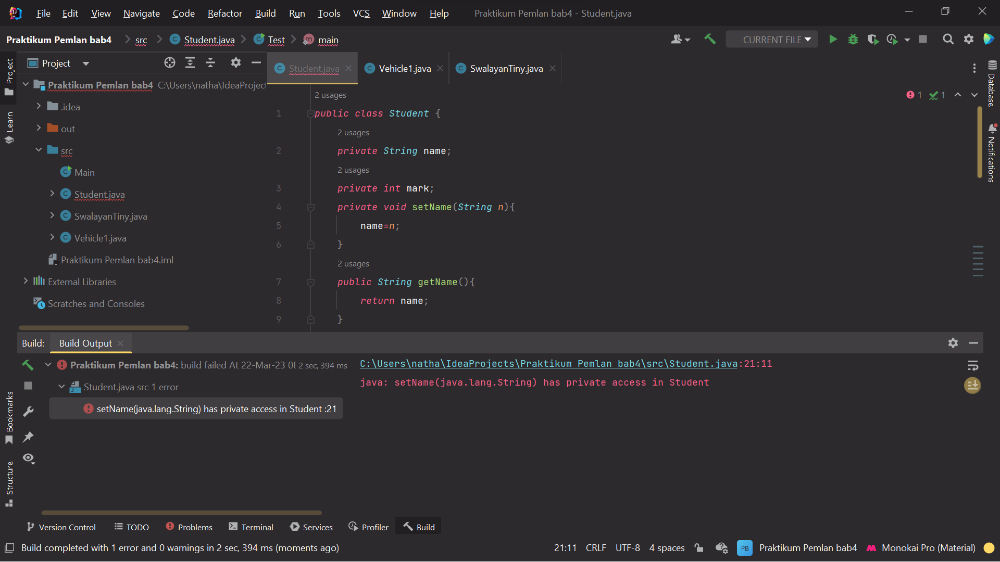 File Edit View Navigate Code Refactor Build Run Tools VCS Window Help Praktikum Pemlan bab4 - Student.java
Praktikum Pemlan bab4 src Student.java Test main CURRENT FILE
Project
Student.java Vehicle1.java SwalayanTiny.java
Praktikum Pemlan bab4 C:\Users\natha\IdeaProject
.idea
out
src
Main
Student.java
SwalayanTiny.java
Vehicle1.java
Praktikum Pemlan bab4.iml
External Libraries
Scratches and Consoles
Project
Learn
Bookmarks
Structure
2 usages
1 public class Student {
2 usages
2 private String name;
2 usages
3 private int mark;
4 private void setName(String n){
5 name=n;
6 }
2 usages
7 public String getName(){
8 return name;
9 }
1 1
Database
Notifications
Build: Build Output
Praktikum Pemlan bab4: build failed At 22-Mar-23 08 2 sec, 394 ms
Student.java src 1 error
setName(java.lang.String) has private access in Student :21
C:\Users\natha\IdeaProjects\Praktikum Pemlan bab4\src\Student.java:21:11
java: setName(java.lang.String) has private access in Student
Version Control TODO Problems Terminal Services Profiler Build
Build completed with 1 error and 0 warnings in 2 sec, 394 ms (moments ago) 21:11 CRLF UTF-8 4 spaces PB Praktikum Pemlan bab4 Monokai Pro (Material)